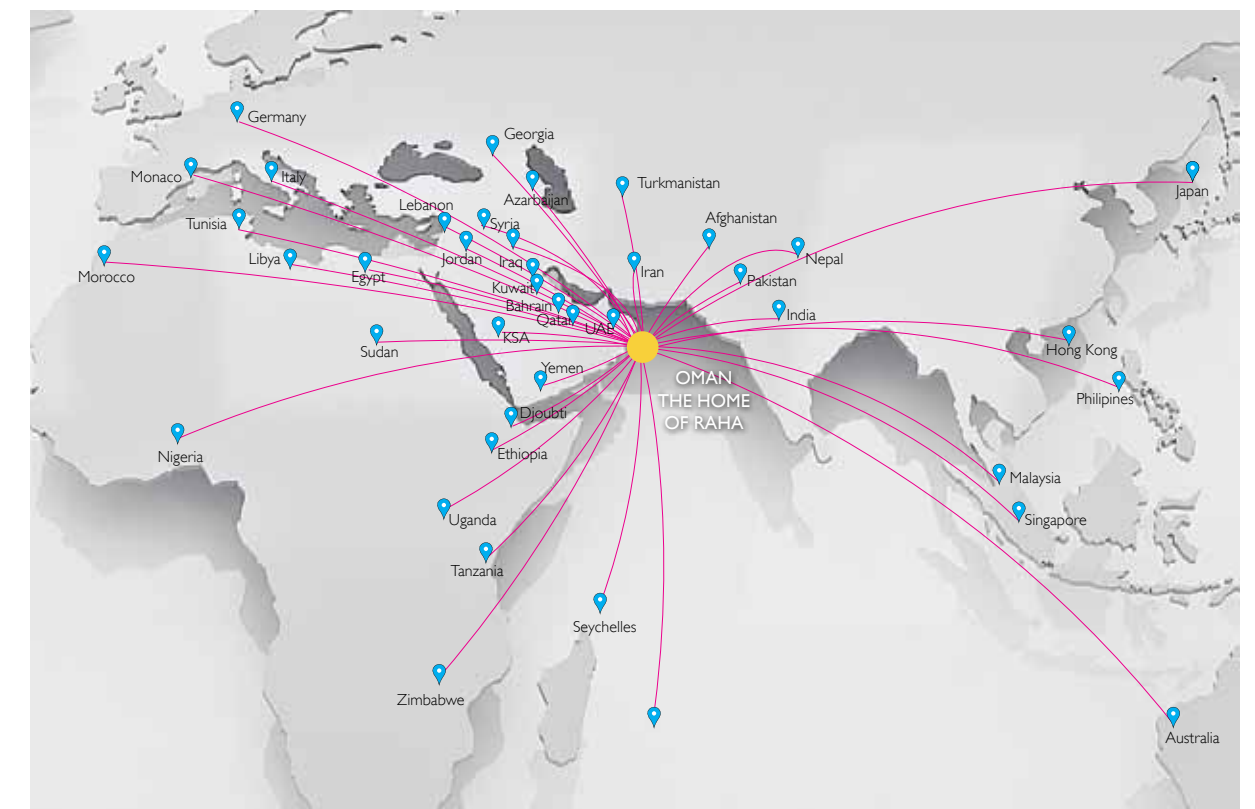 Germany
Georgia
Monaco
Italy
Azarbaijan
Turkmanistan
Japan
Lebanon
Tunisia
Syria
Afghanistan
Libya
Jordan
Iraq
Nepal
Morocco
Egypt
Iran
Kuwait
Pakistan
Bahrain
Qatar
UAE
India
Sudan
KSA
Hong Kong
Yemen
OMAN
THE HOME
OF RAHA
Philipines
Djoubti
Nigeria
Ethiopia
Malaysia
Uganda
Singapore
Tanzania
Seychelles
Zimbabwe
Australia